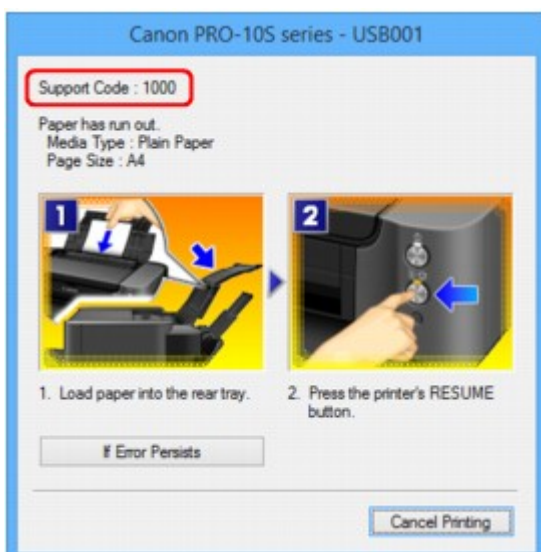 Canon PRO-10S series - USB001
Support Code : 1000
Paper has run out.
Media Type : Plain Paper
Page Size : A4
1
2
1. Load paper into the rear tray.
2. Press the printer's RESUME
button.
If Error Persists
Cancel Printing